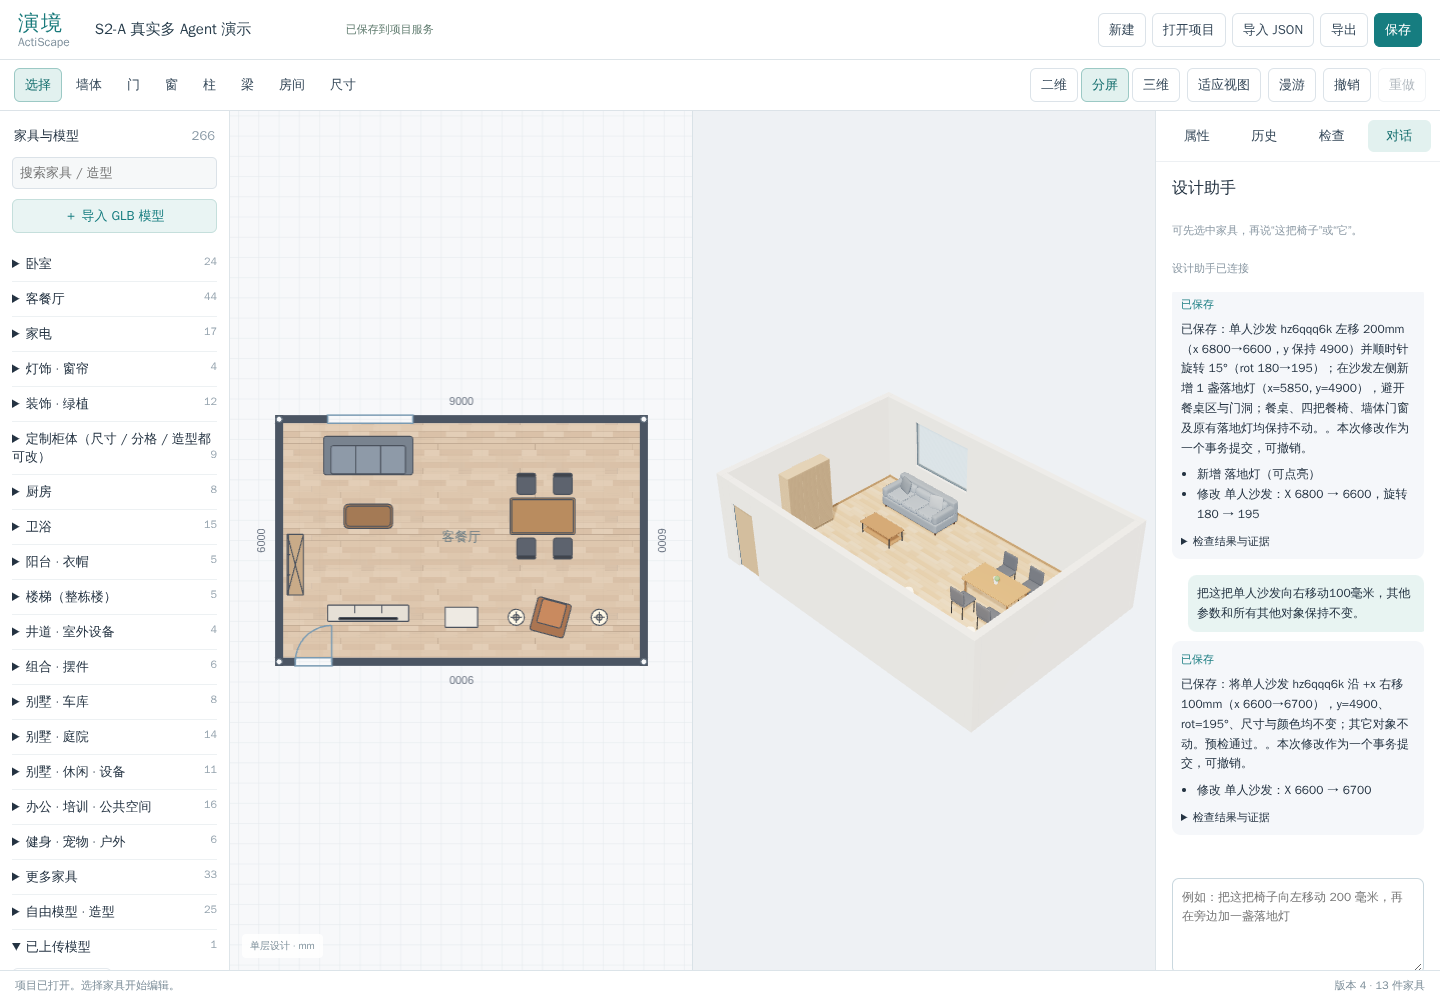 演境
ActiScape
S2-A 真实多 Agent 演示
已保存到项目服务
新建
打开项目
导入 JSON
导出
保存
选择
墙体
门
窗
柱
梁
房间
尺寸
二维
分屏
三维
适应视图
漫游
撤销
重做
家具与模型
266
搜索家具 / 造型
+ 导入 GLB 模型
▶ 卧室 24
▶ 客餐厅 44
▶ 家电 17
▶ 灯饰 · 窗帘 4
▶ 装饰 · 绿植 12
▶ 定制柜体（尺寸 / 分格 / 造型都
可改） 9
▶ 厨房 8
▶ 卫浴 15
▶ 阳台 · 衣帽 5
▶ 楼梯（整栋楼） 5
▶ 井道 · 室外设备 4
▶ 组合 · 摆件 6
▶ 别墅 · 车库 8
▶ 别墅 · 庭院 14
▶ 别墅 · 休闲 · 设备 11
▶ 办公 · 培训 · 公共空间 16
▶ 健身 · 宠物 · 户外 6
▶ 更多家具 33
▶ 自由模型 · 造型 25
▼ 已上传模型 1
9000
6000
客餐厅
6000
9000
单层设计 · mm
属性
历史
检查
对话
设计助手
可先选中家具，再说“这把椅子”或“它”。
设计助手已连接
已保存
已保存：单人沙发 hz6qqq6k 左移 200mm
（x 6800→6600，y 保持 4900）并顺时针
旋转 15°（rot 180→195）；在沙发左侧新
增 1 盏落地灯（x=5850, y=4900），避开
餐桌区与门洞；餐桌、四把餐椅、墙体门窗
及原有落地灯均保持不动。。本次修改作为
一个事务提交，可撤销。
• 新增 落地灯（可点亮）
• 修改 单人沙发：X 6800 → 6600，旋转
180 → 195
▶ 检查结果与证据
把这把单人沙发向右移动100毫米，其他
参数和所有其他对象保持不变。
已保存
已保存：将单人沙发 hz6qqq6k 沿 +x 右移
100mm（x 6600→6700），y=4900、
rot=195°、尺寸与颜色均不变；其它对象不
动。预检通过。。本次修改作为一个事务提
交，可撤销。
• 修改 单人沙发：X 6600 → 6700
▶ 检查结果与证据
例如：把这把椅子向左移动 200 毫米，再
在旁边加一盏落地灯
项目已打开。选择家具开始编辑。
版本 4 · 13 件家具